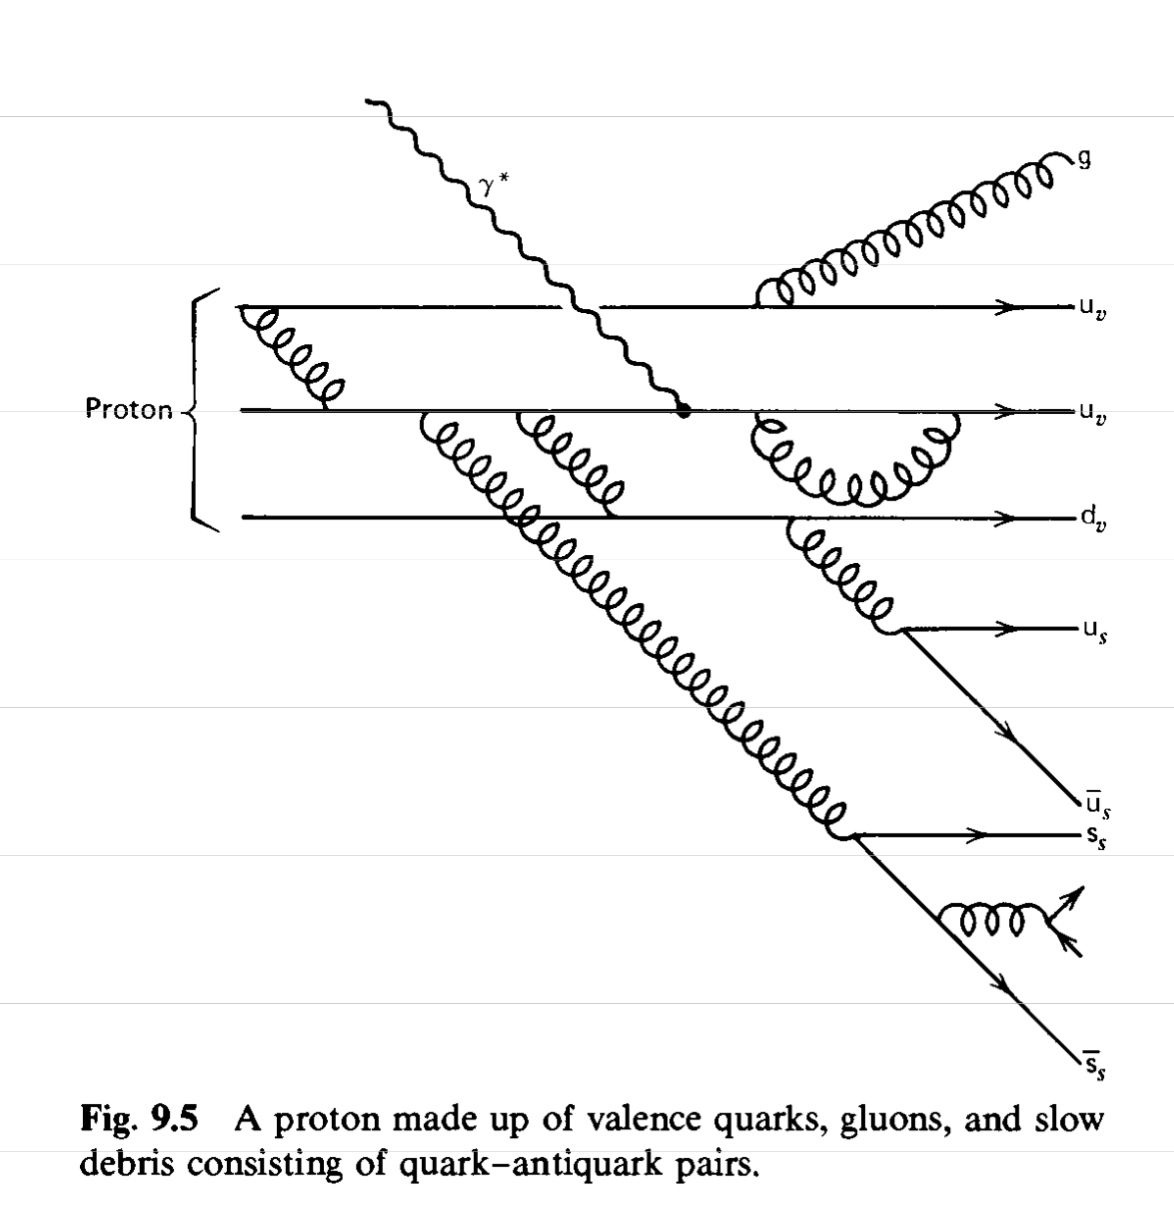 γ*
g
u_v
Proton
u_v
d_v
u_s
ū_s
s_s
s̄_s
Fig. 9.5 A proton made up of valence quarks, gluons, and slow
debris consisting of quark–antiquark pairs.